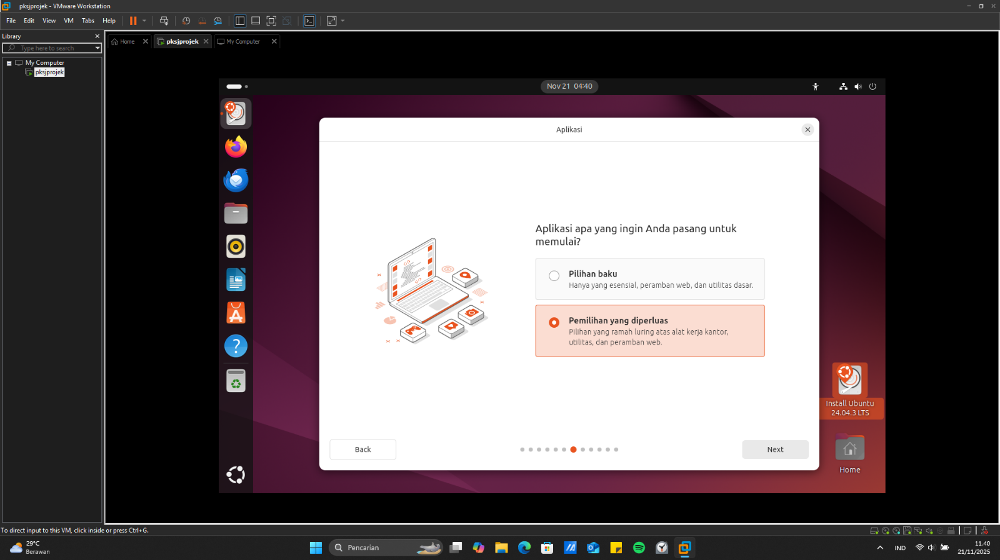 pksjprojek - VMware Workstation
File Edit View VM Tabs Help
Library
Type here to search
My Computer
pksjprojek
Home
pksjprojek
My Computer
Nov 21 04:40
Aplikasi
Aplikasi apa yang ingin Anda pasang untuk
memulai?
Pilihan baku
Hanya yang esensial, peramban web, dan utilitas dasar.
Pemilihan yang diperluas
Pilihan yang ramah luring atas alat kerja kantor,
utilitas, dan peramban web.
Back
Next
Install Ubuntu
24.04.3 LTS
Home
To direct input to this VM, click inside or press Ctrl+G.
29°C
Berawan
Pencarian
IND
11.40
21/11/2025